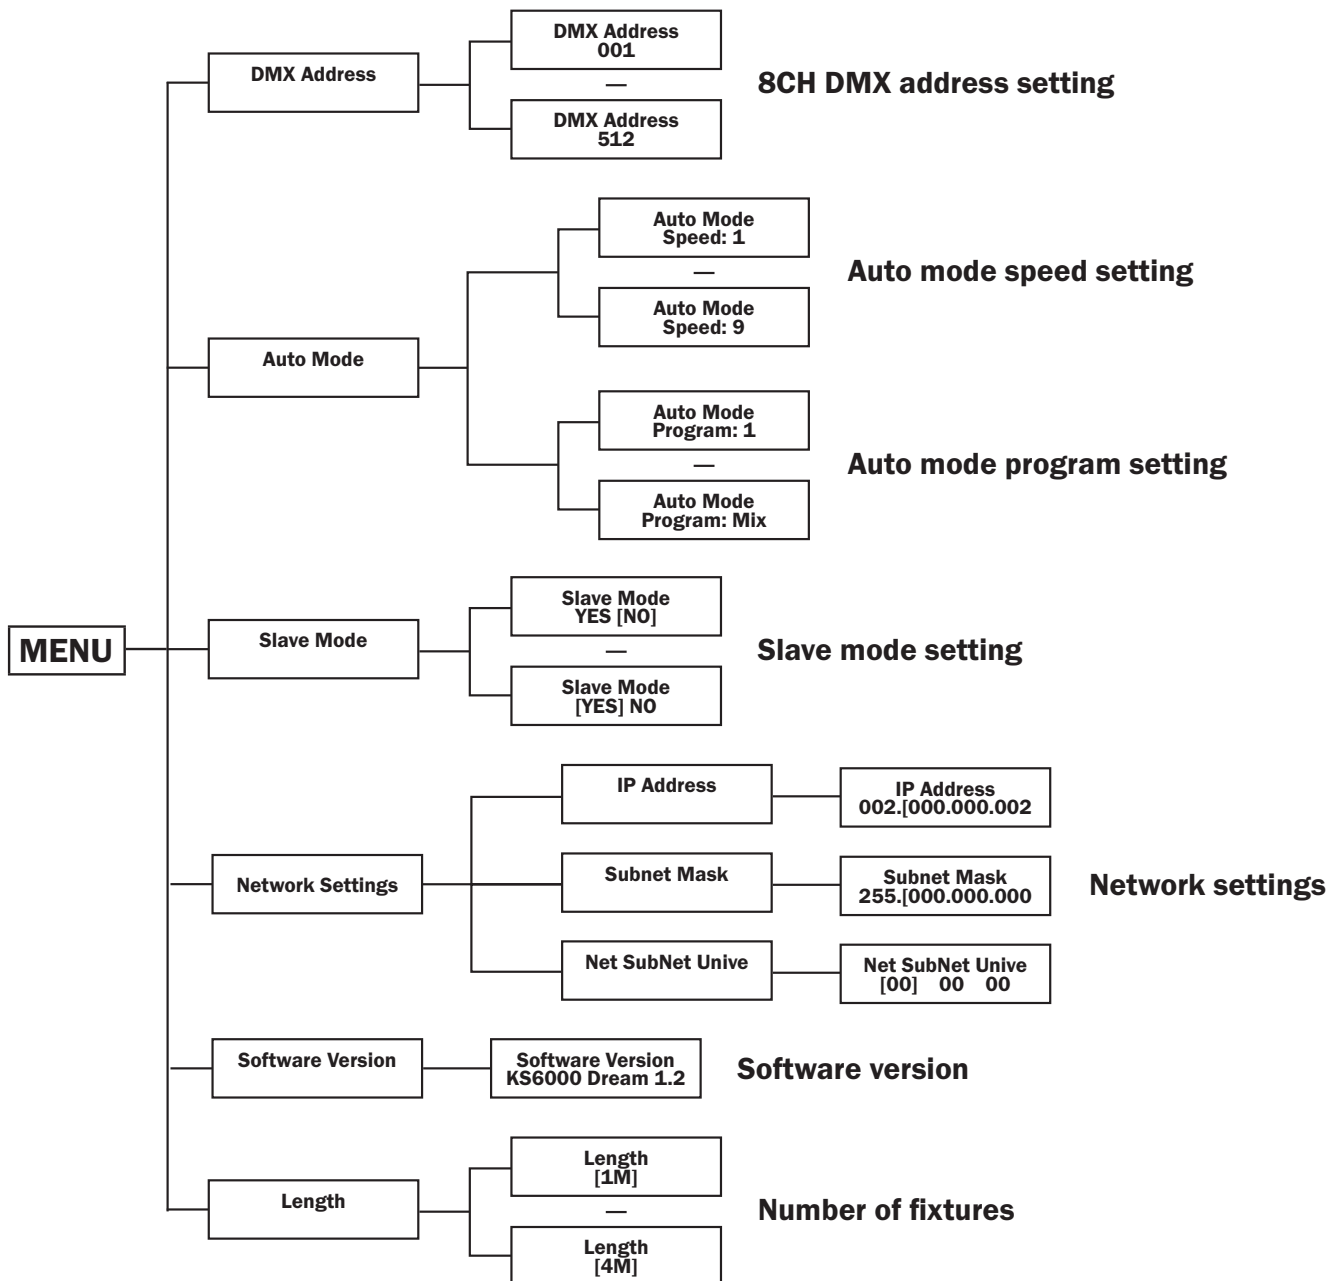 DMX Address
DMX Address
001
—
DMX Address
512
8CH DMX address setting
Auto Mode
Auto Mode
Speed: 1
—
Auto Mode
Speed: 9
Auto mode speed setting
Auto Mode
Program: 1
—
Auto Mode
Program: Mix
Auto mode program setting
MENU
Slave Mode
Slave Mode
YES [NO]
—
Slave Mode
[YES] NO
Slave mode setting
Network Settings
IP Address
IP Address
002.[000.000.002
Subnet Mask
Subnet Mask
255.[000.000.000
Network settings
Net SubNet Unive
Net SubNet Unive
[00] 00 00
Software Version
Software Version
KS6000 Dream 1.2
Software version
Length
Length
[1M]
—
Length
[4M]
Number of fixtures